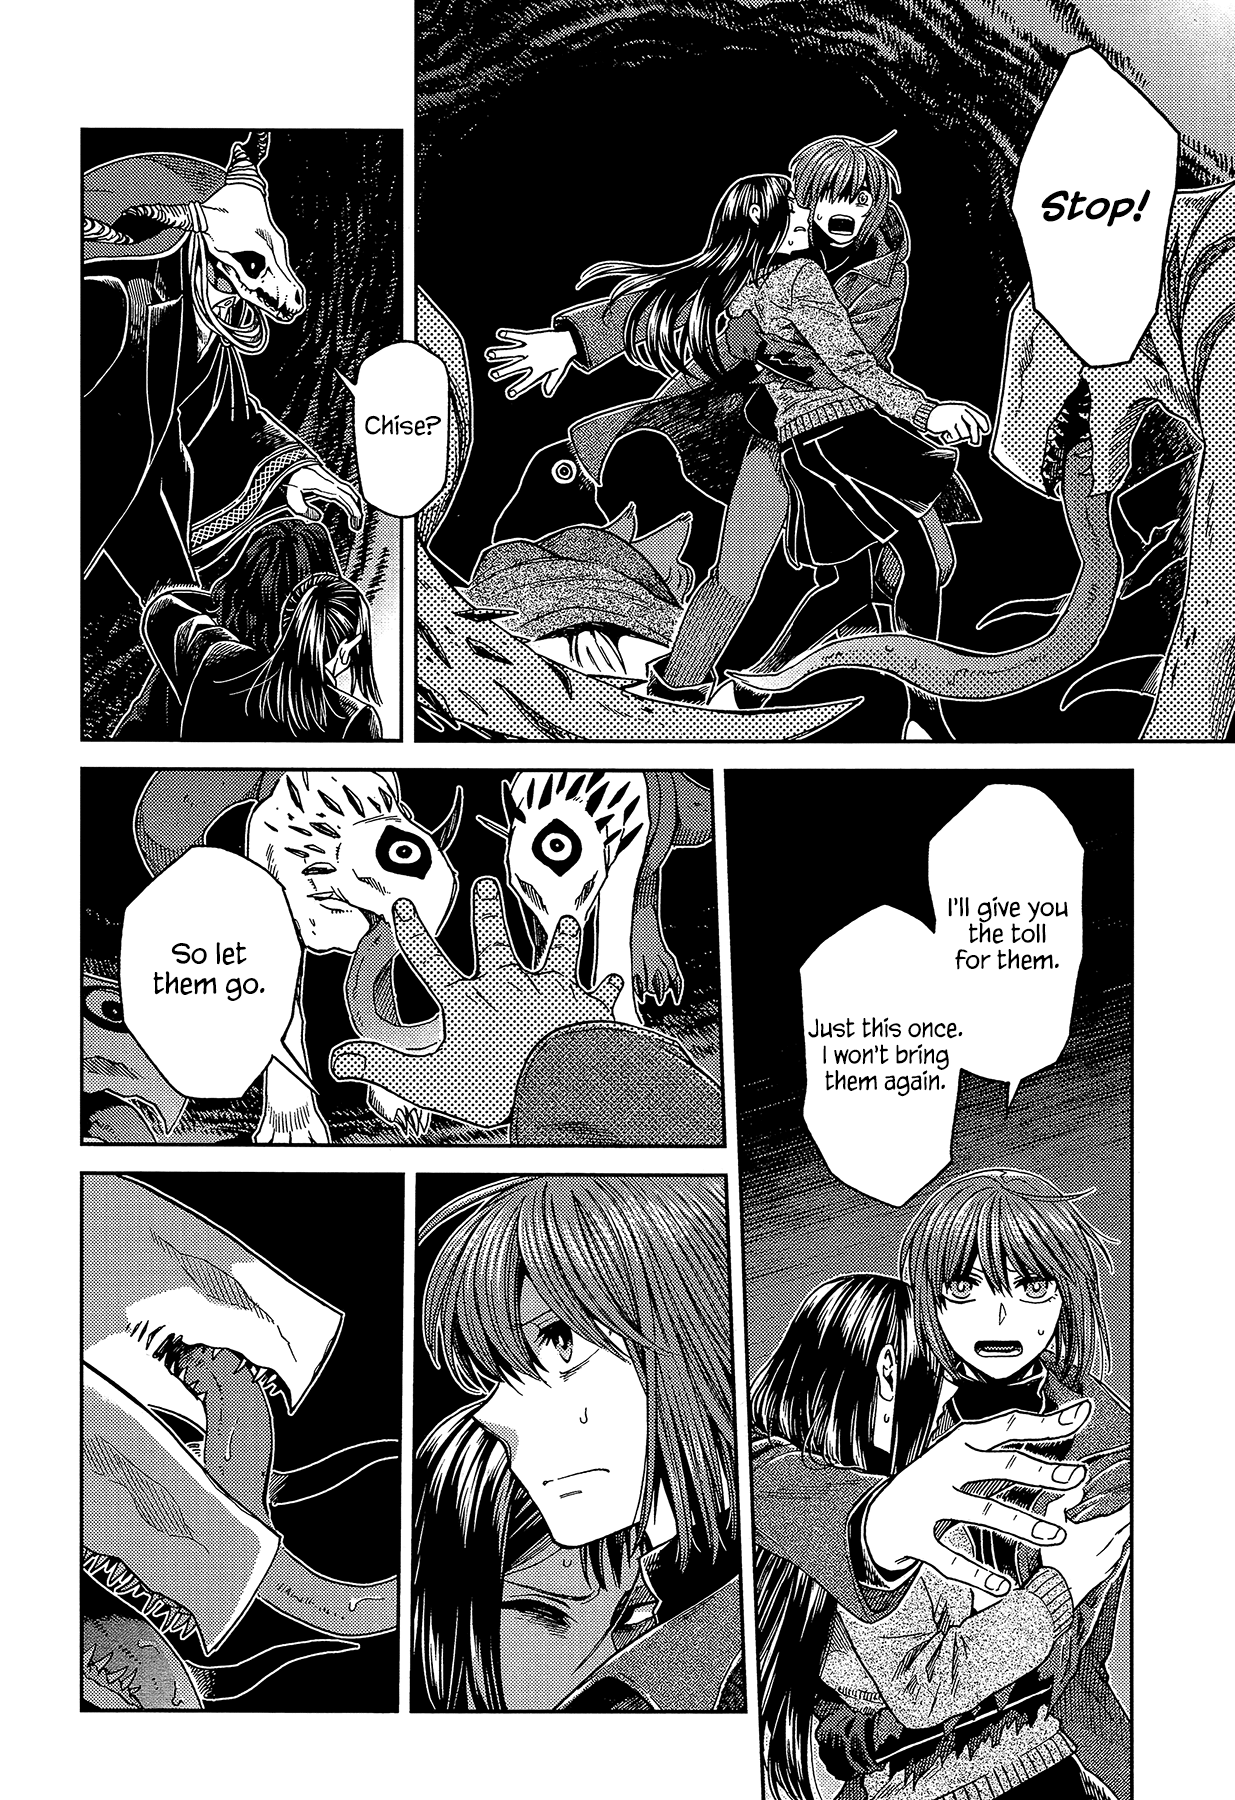 Stop!
Chise?
I'll give you
the toll
for them.
Just this once.
I won't bring
them again.
So let
them go.